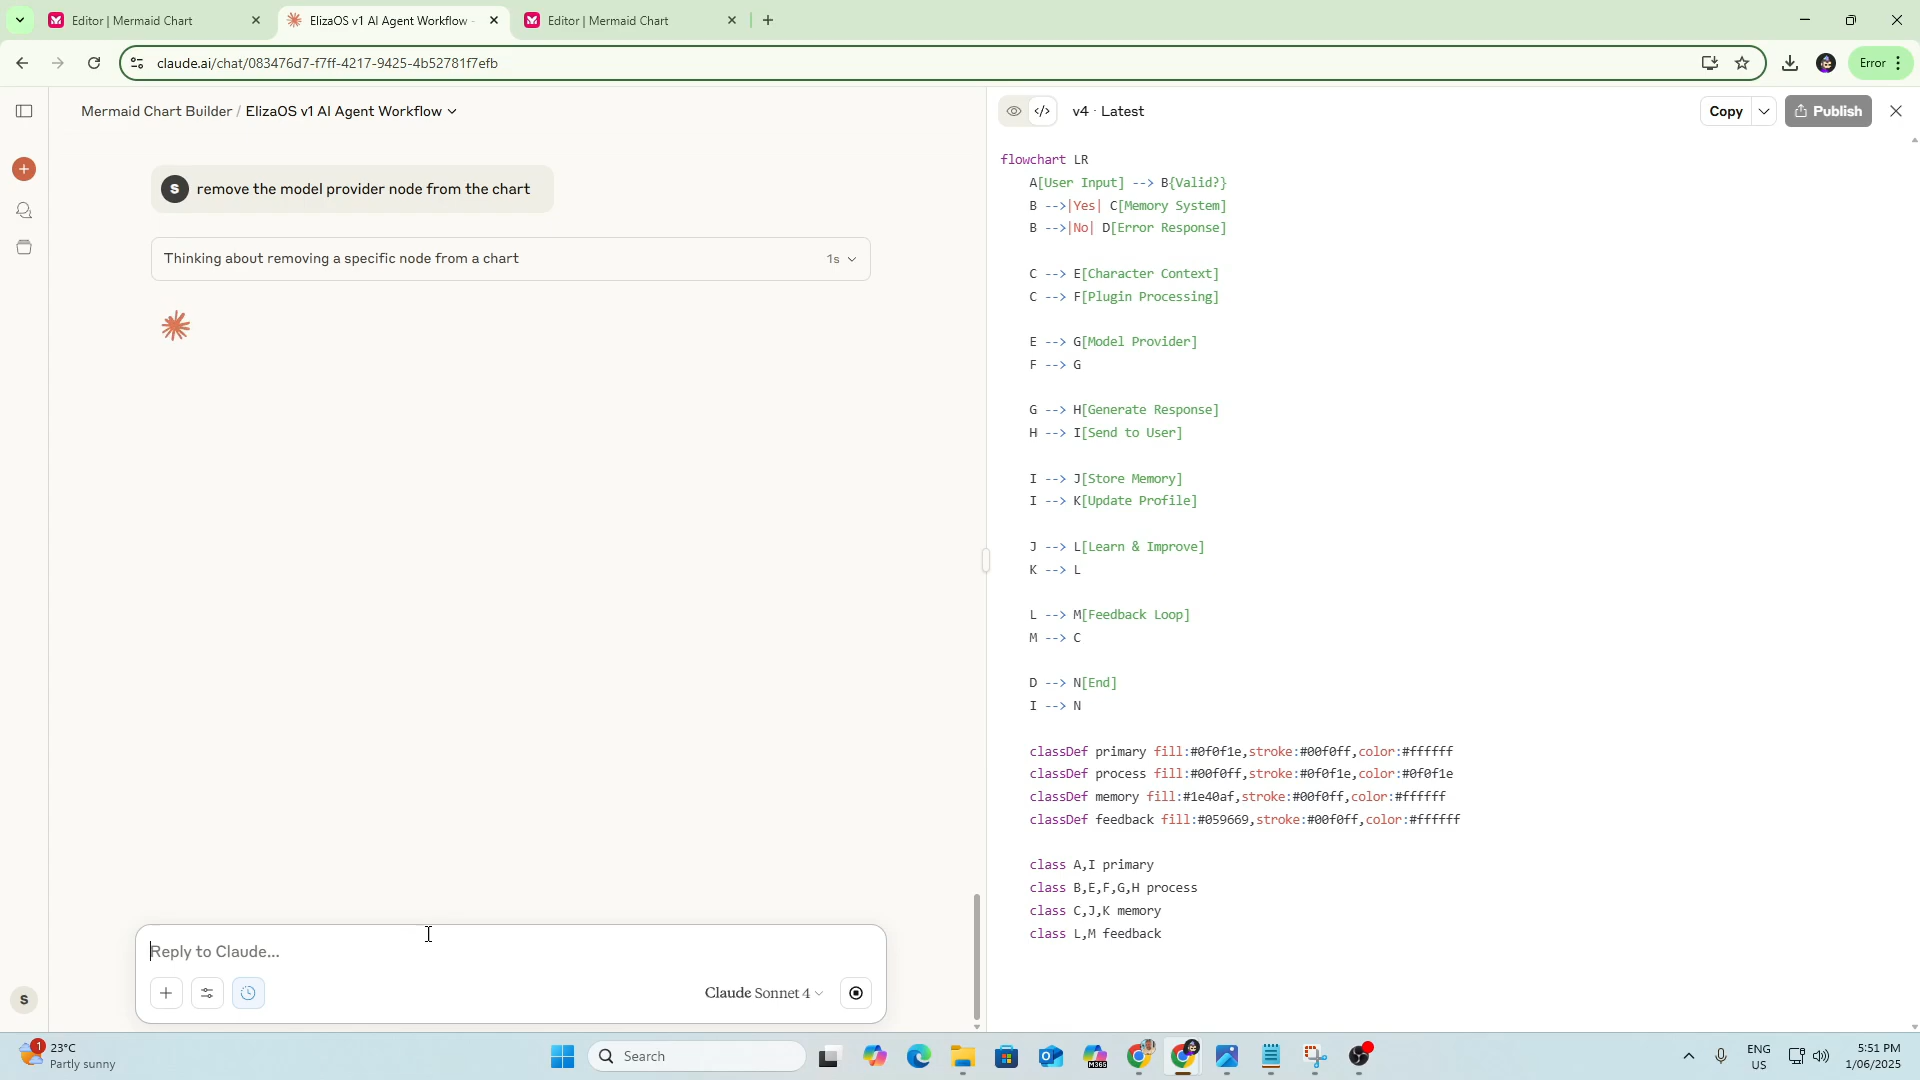 Editor | Mermaid Chart
ElizaOS v1 AI Agent Workflow -
Editor | Mermaid Chart
claude.ai/chat/083476d7-f7ff-4217-9425-4b52781f7efb
Error
Mermaid Chart Builder / ElizaOS v1 AI Agent Workflow
S
remove the model provider node from the chart
Thinking about removing a specific node from a chart
1s
Reply to Claude...
Claude Sonnet 4
S
v4 · Latest
Copy
Publish
flowchart LR
A[User Input] --> B{Valid?}
B -->|Yes| C[Memory System]
B -->|No| D[Error Response]
C --> E[Character Context]
C --> F[Plugin Processing]
E --> G[Model Provider]
F --> G
G --> H[Generate Response]
H --> I[Send to User]
I --> J[Store Memory]
I --> K[Update Profile]
J --> L[Learn & Improve]
K --> L
L --> M[Feedback Loop]
M --> C
D --> N[End]
I --> N
classDef primary fill:#0f0f1e,stroke:#00f0ff,color:#ffffff
classDef process fill:#00f0ff,stroke:#0f0f1e,color:#0f0f1e
classDef memory fill:#1e40af,stroke:#00f0ff,color:#ffffff
classDef feedback fill:#059669,stroke:#00f0ff,color:#ffffff
class A,I primary
class B,E,F,G,H process
class C,J,K memory
class L,M feedback
1
23°C
Partly sunny
Search
M365
ENG
US
5:51 PM
1/06/2025